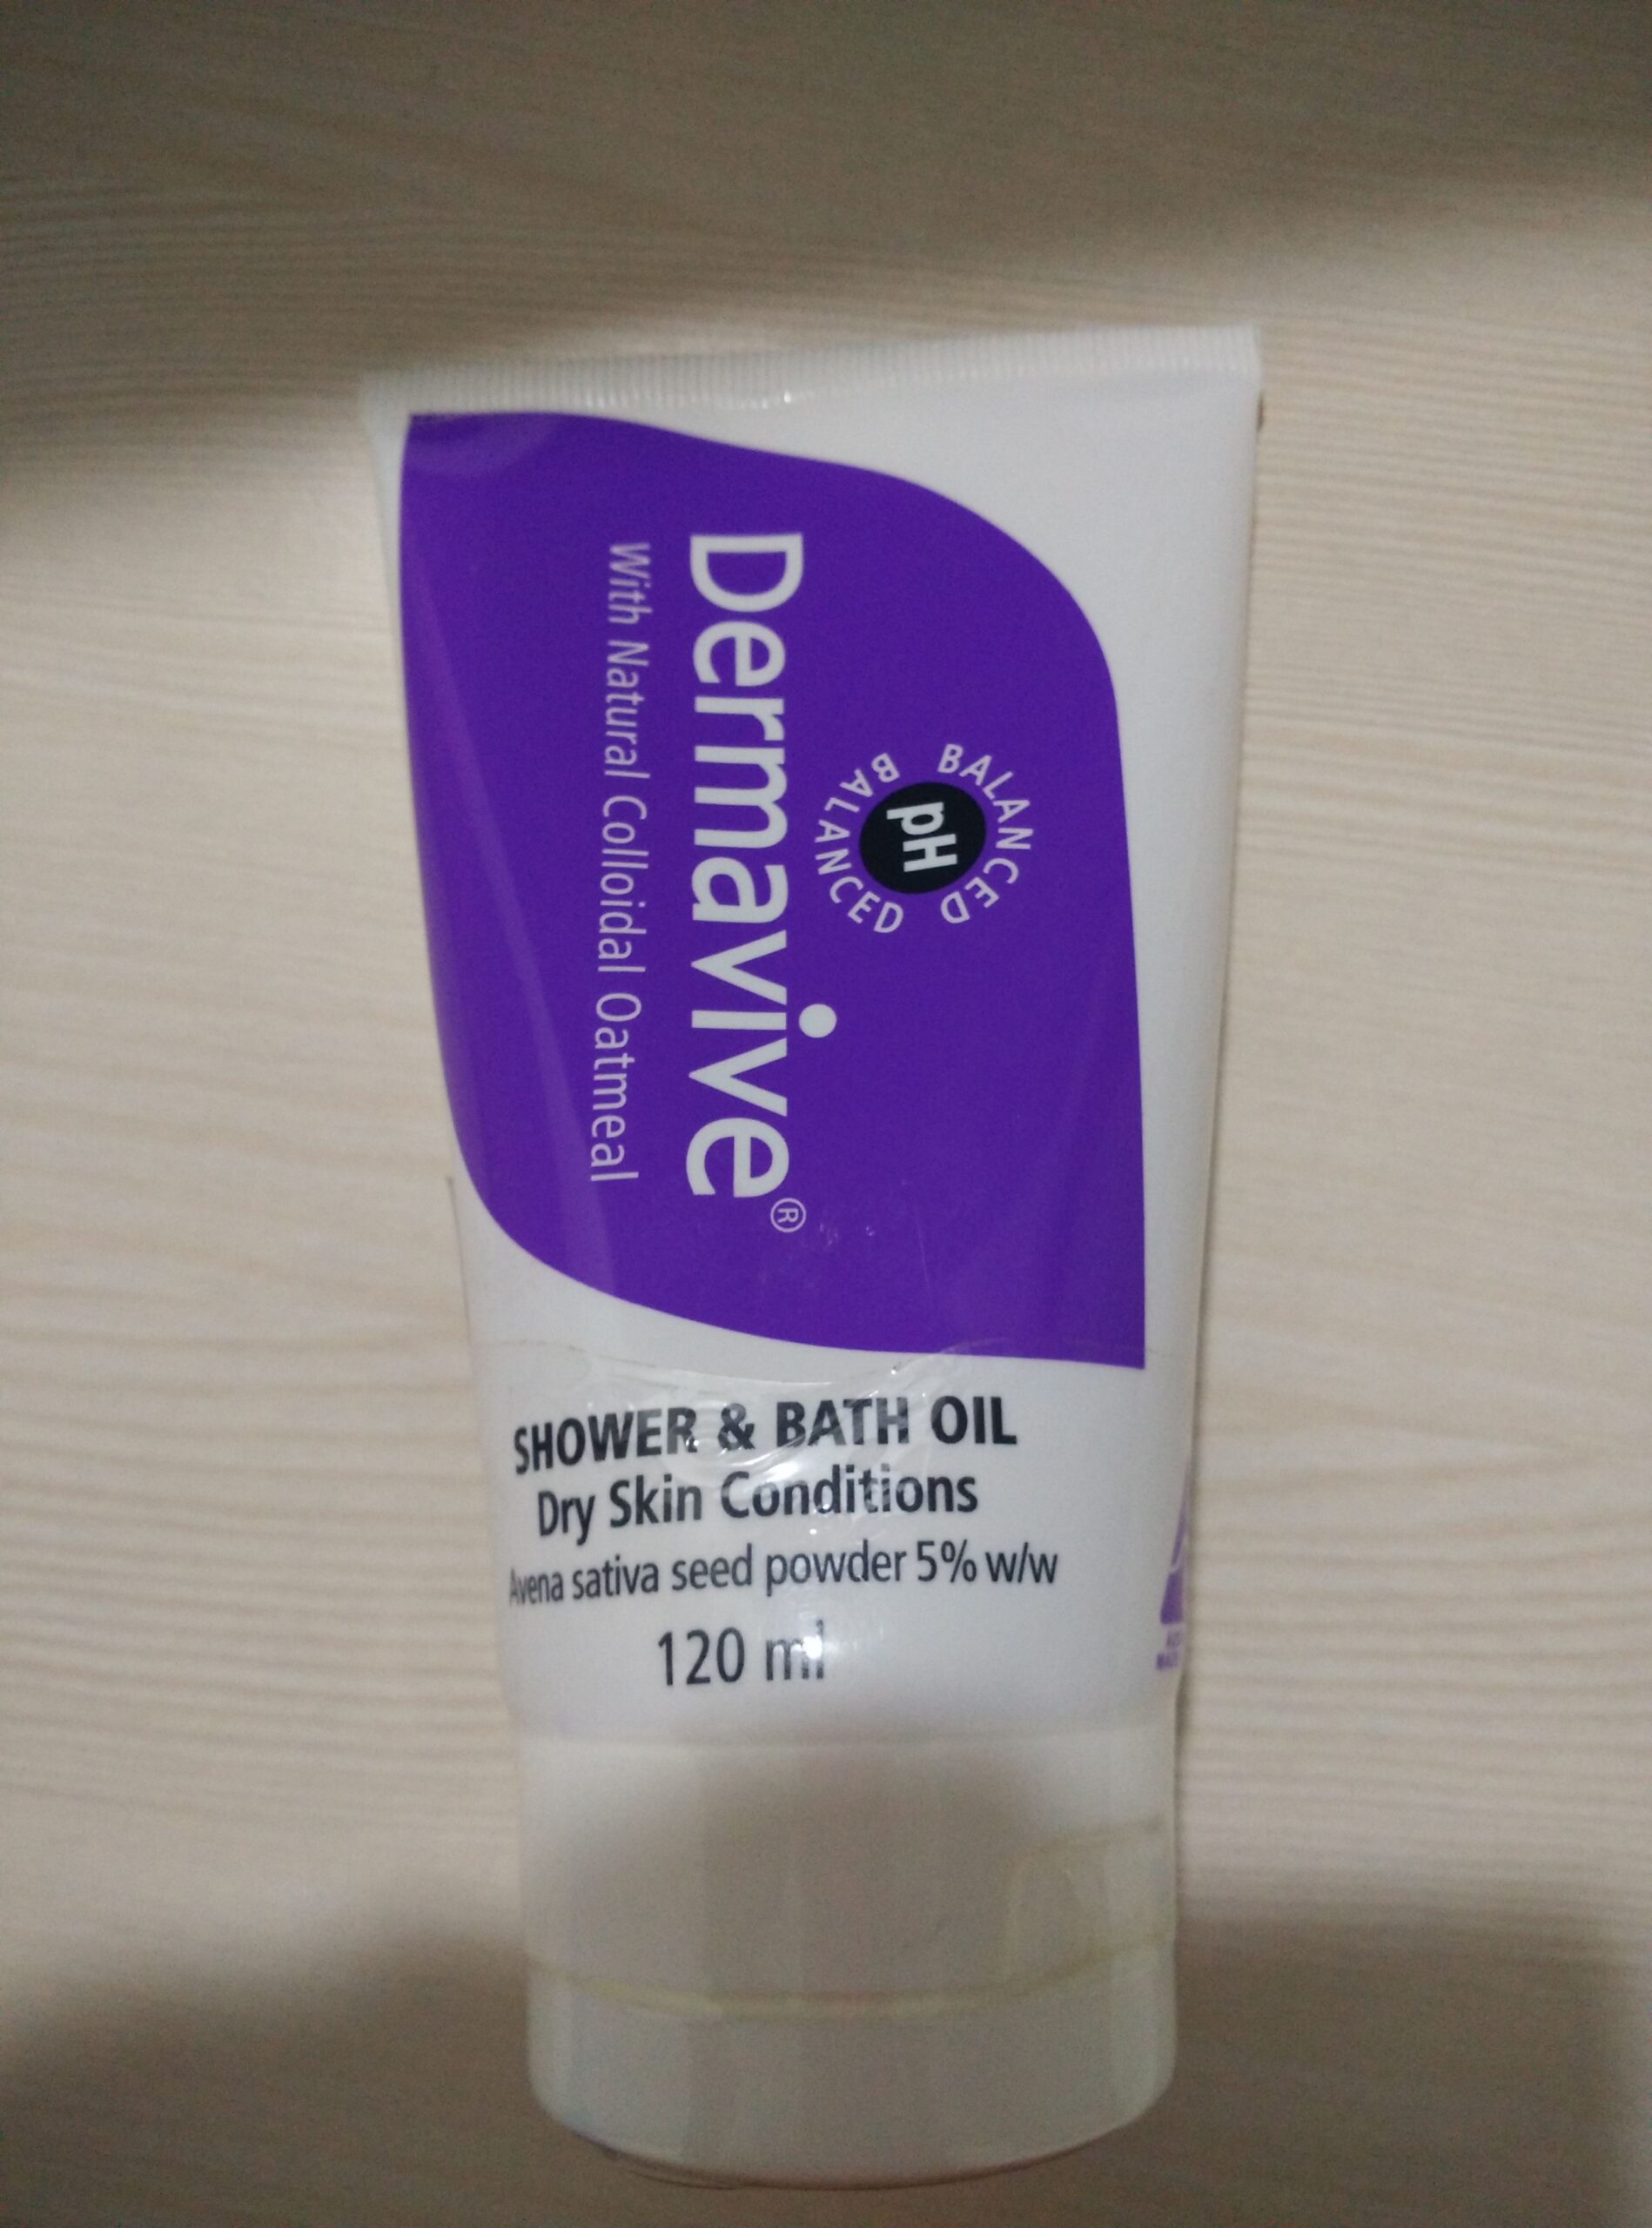 BALANCED
pH
BALANCED
Dermavive®
With Natural Colloidal Oatmeal
SHOWER & BATH OIL
Dry Skin Conditions
Avena sativa seed powder 5% w/w
120 ml